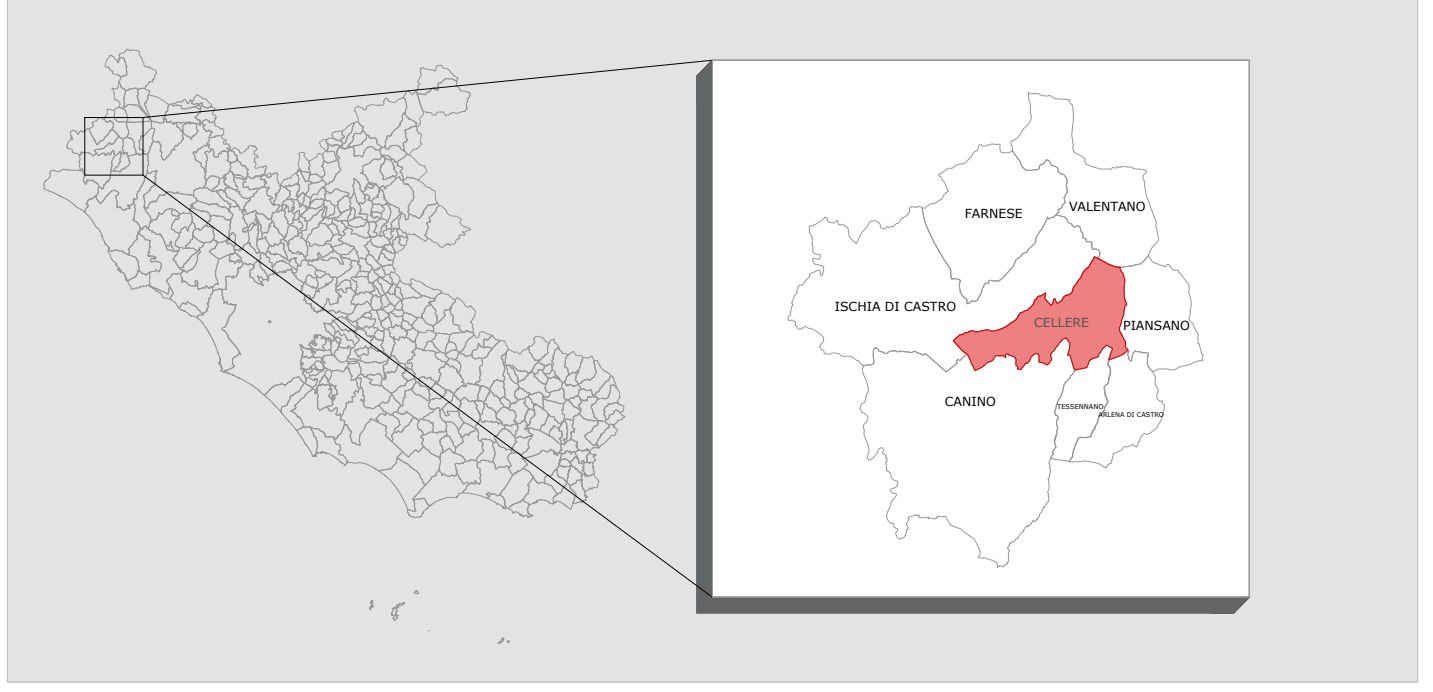 VALENTANO
FARNESE
ISCHIA DI CASTRO
CELLERE
PIANSANO
CANINO
TESSENNANO
ARLENA DI CASTRO